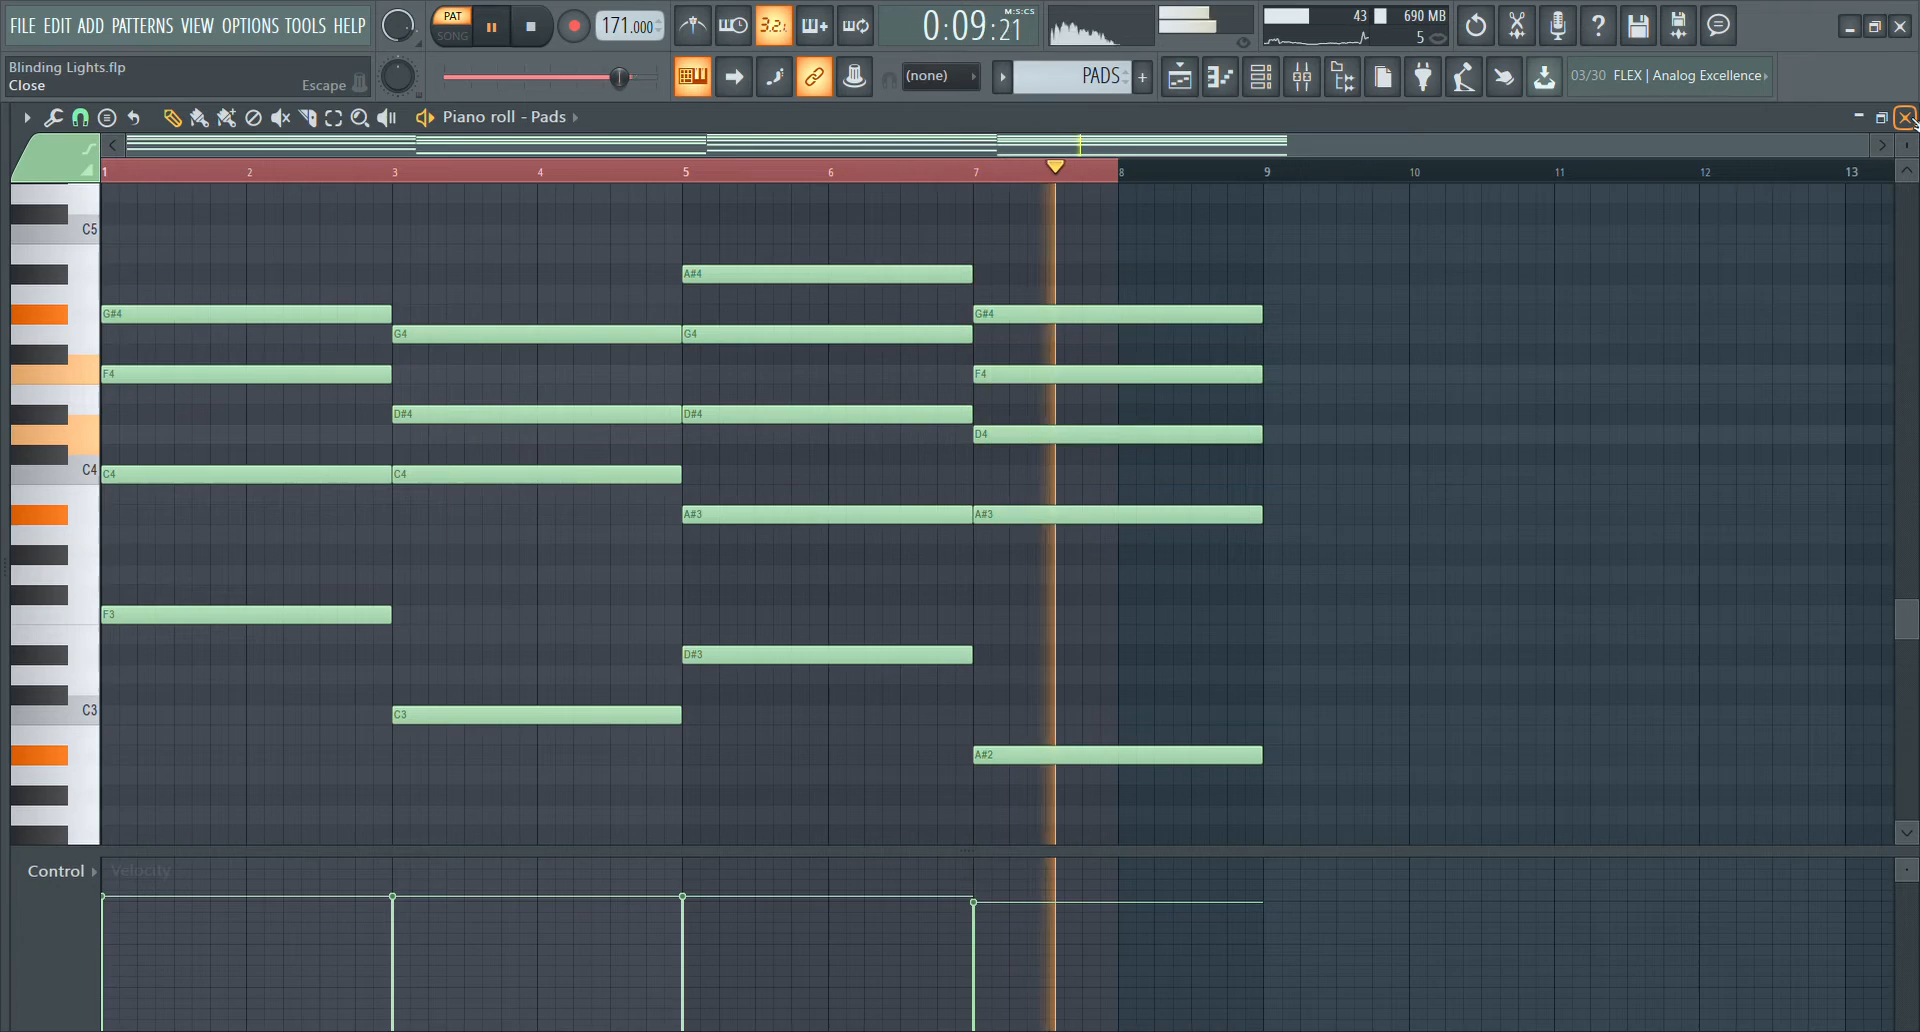 FILE EDIT ADD PATTERNS VIEW OPTIONS TOOLS HELP
PAT
SONG
171.000
3.2.
0:09:21
M:S:CS
43
690 MB
5
Blinding Lights.flp
Close
Escape
(none)
PADS
03/30 FLEX | Analog Excellence
Piano roll - Pads
1 2 3 4 5 6 7 8 9 10 11 12 13
C5
A#4
G#4
G#4
G4
G4
F4
F4
D#4
D#4
D4
C4
C4
C4
A#3
A#3
F3
D#3
C3
C3
A#2
Control
Velocity